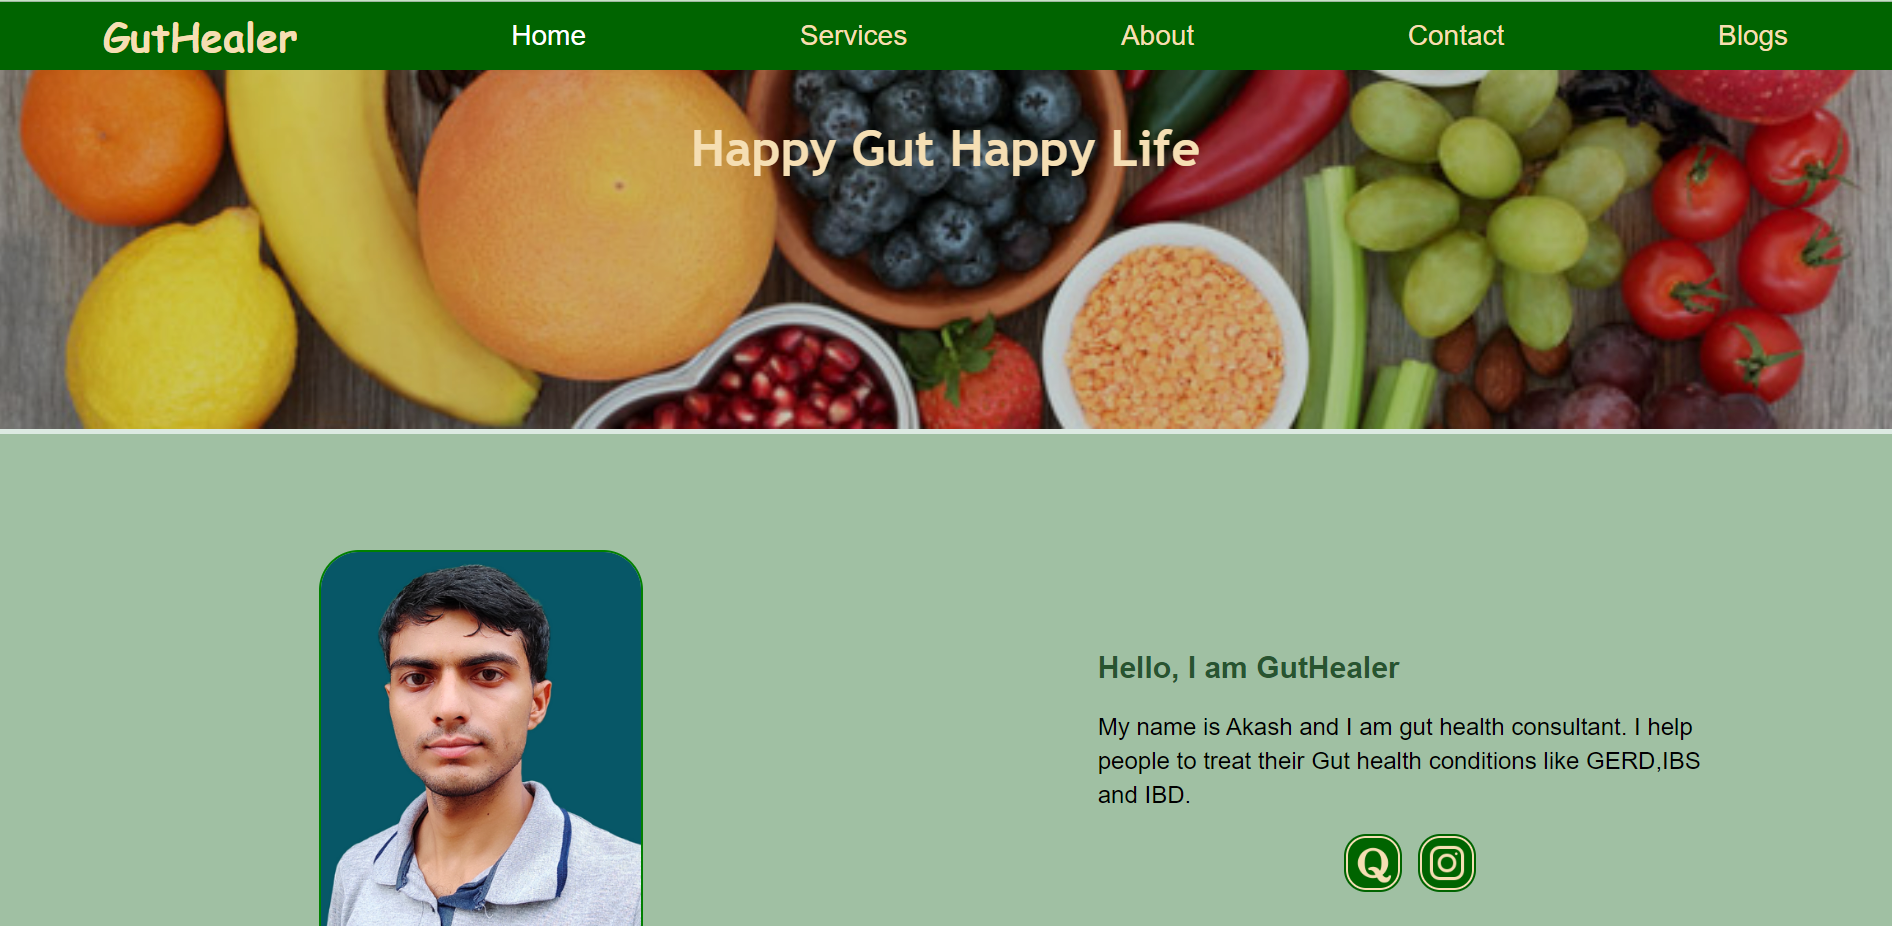 GutHealer Home Services About Contact Blogs
Happy Gut Happy Life
Hello, I am GutHealer
My name is Akash and I am gut health consultant. I help
people to treat their Gut health conditions like GERD,IBS
and IBD.
Q